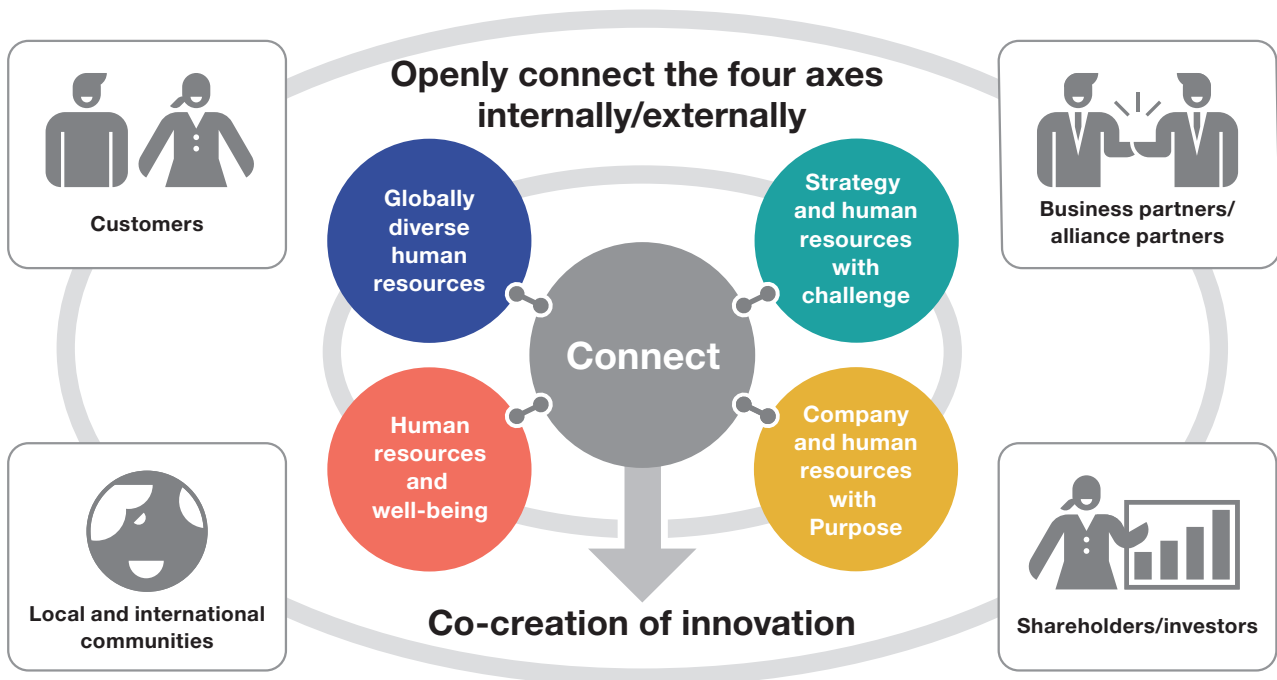 Openly connect the four axes
internally/externally
Customers
Business partners/
alliance partners
Globally
diverse
human
resources
Strategy
and human
resources
with
challenge
Connect
Human
resources
and
well-being
Company
and human
resources
with
Purpose
Local and international
communities
Co-creation of innovation
Shareholders/investors